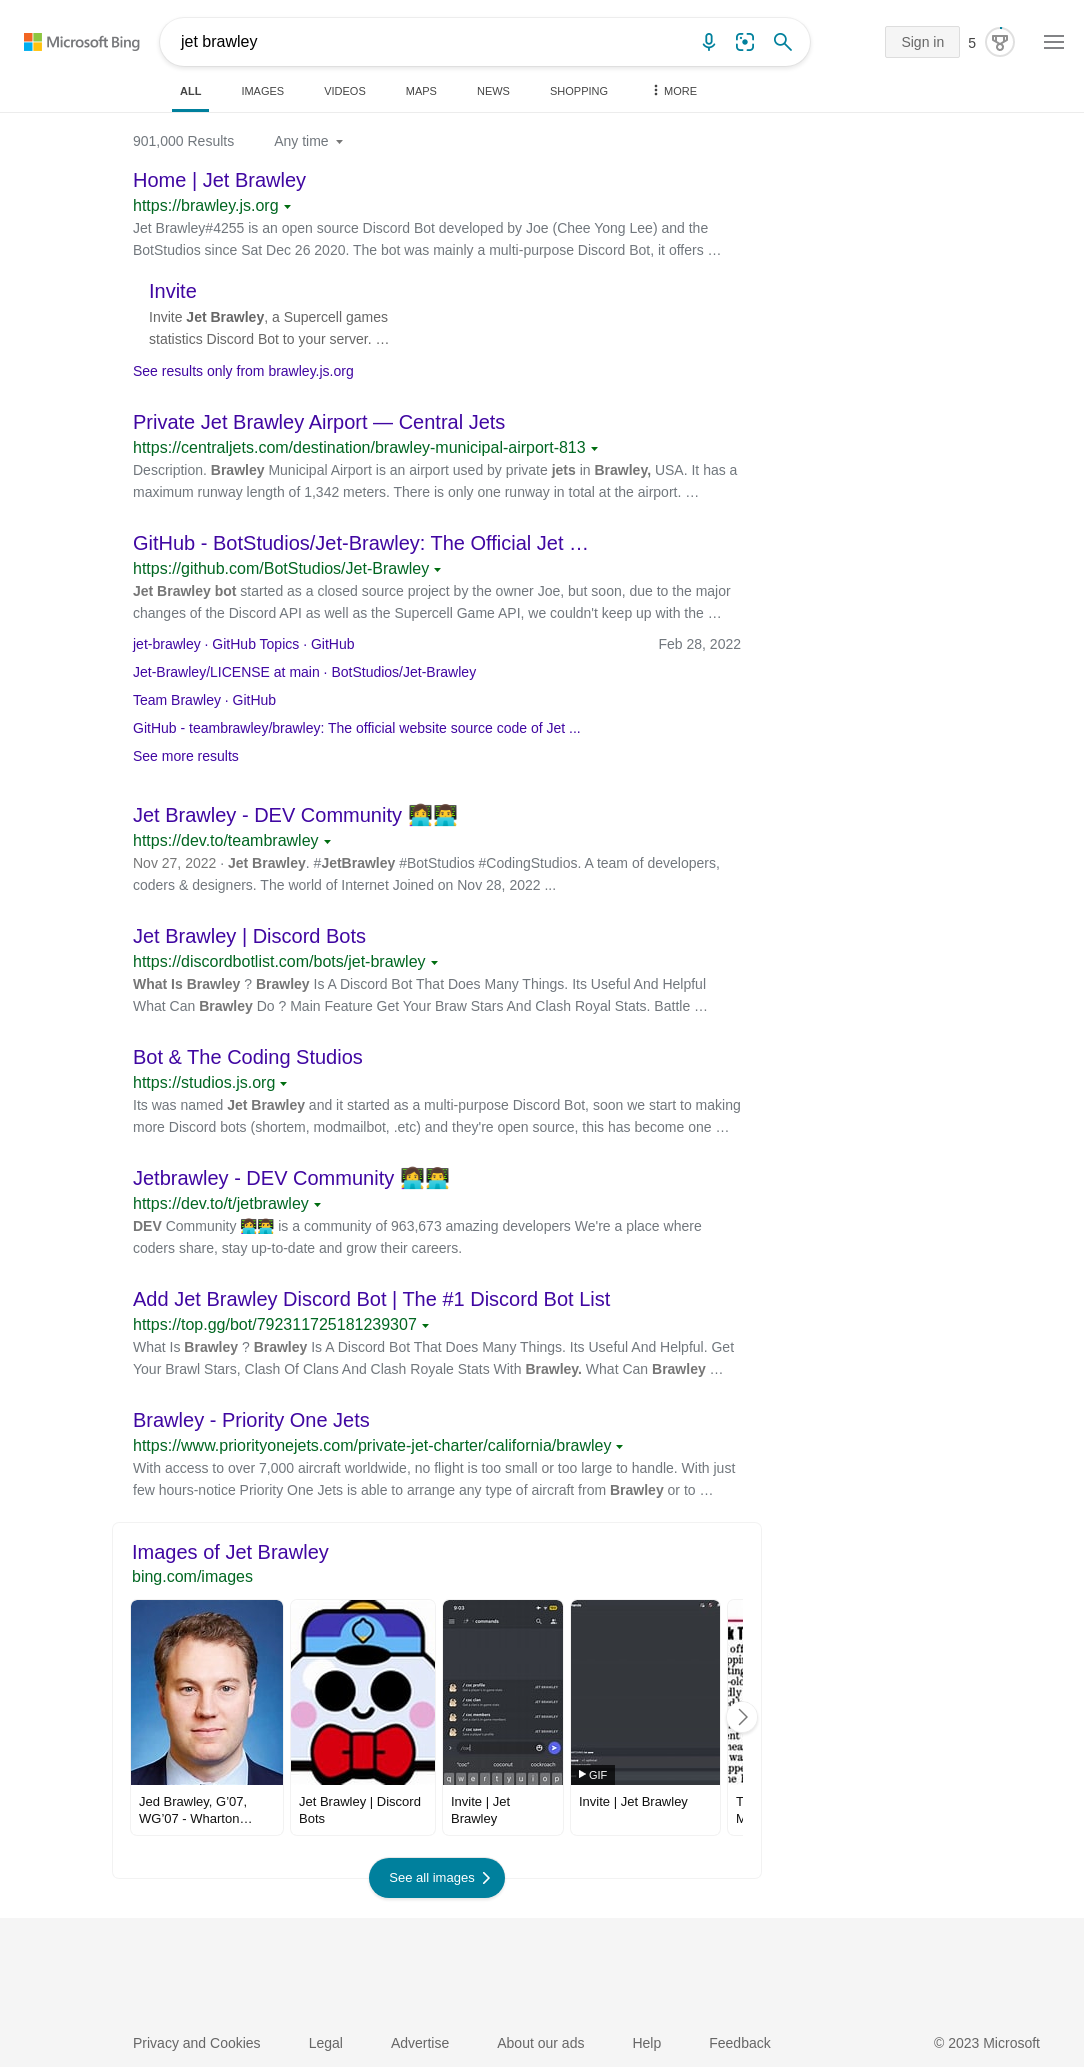 Microsoft Bing
jet brawley
Sign in
5
ALL
IMAGES
VIDEOS
MAPS
NEWS
SHOPPING
MORE
901,000 Results
Any time
Home | Jet Brawley
https://brawley.js.org
Jet Brawley#4255 is an open source Discord Bot developed by Joe (Chee Yong Lee) and the
BotStudios since Sat Dec 26 2020. The bot was mainly a multi-purpose Discord Bot, it offers …
Invite
Invite Jet Brawley, a Supercell games
statistics Discord Bot to your server. …
See results only from brawley.js.org
Private Jet Brawley Airport — Central Jets
https://centraljets.com/destination/brawley-municipal-airport-813
Description. Brawley Municipal Airport is an airport used by private jets in Brawley, USA. It has a
maximum runway length of 1,342 meters. There is only one runway in total at the airport. …
GitHub - BotStudios/Jet-Brawley: The Official Jet …
https://github.com/BotStudios/Jet-Brawley
Jet Brawley bot started as a closed source project by the owner Joe, but soon, due to the major
changes of the Discord API as well as the Supercell Game API, we couldn't keep up with the …
jet-brawley · GitHub Topics · GitHub
Feb 28, 2022
Jet-Brawley/LICENSE at main · BotStudios/Jet-Brawley
Team Brawley · GitHub
GitHub - teambrawley/brawley: The official website source code of Jet ...
See more results
Jet Brawley - DEV Community 👩‍💻👨‍💻
https://dev.to/teambrawley
Nov 27, 2022 · Jet Brawley. #JetBrawley #BotStudios #CodingStudios. A team of developers,
coders & designers. The world of Internet Joined on Nov 28, 2022 ...
Jet Brawley | Discord Bots
https://discordbotlist.com/bots/jet-brawley
What Is Brawley ? Brawley Is A Discord Bot That Does Many Things. Its Useful And Helpful
What Can Brawley Do ? Main Feature Get Your Braw Stars And Clash Royal Stats. Battle …
Bot & The Coding Studios
https://studios.js.org
Its was named Jet Brawley and it started as a multi-purpose Discord Bot, soon we start to making
more Discord bots (shortem, modmailbot, .etc) and they're open source, this has become one …
Jetbrawley - DEV Community 👩‍💻👨‍💻
https://dev.to/t/jetbrawley
DEV Community 👩‍💻👨‍💻 is a community of 963,673 amazing developers We're a place where
coders share, stay up-to-date and grow their careers.
Add Jet Brawley Discord Bot | The #1 Discord Bot List
https://top.gg/bot/792311725181239307
What Is Brawley ? Brawley Is A Discord Bot That Does Many Things. Its Useful And Helpful. Get
Your Brawl Stars, Clash Of Clans And Clash Royale Stats With Brawley. What Can Brawley …
Brawley - Priority One Jets
https://www.priorityonejets.com/private-jet-charter/california/brawley
With access to over 7,000 aircraft worldwide, no flight is too small or too large to handle. With just
few hours-notice Priority One Jets is able to arrange any type of aircraft from Brawley or to …
Images of Jet Brawley
bing.com/images
9:03
commands
/ coc profile
JET BRAWLEY
/ coc clan
JET BRAWLEY
/ coc members
JET BRAWLEY
/ coc save
JET BRAWLEY
/coc
"coc" coconut cockroach
q w e r t y u i o p
GIF
Jed Brawley, G'07,
WG'07 - Wharton…
Jet Brawley | Discord
Bots
Invite | Jet
Brawley
Invite | Jet Brawley
See all images
Privacy and Cookies
Legal
Advertise
About our ads
Help
Feedback
© 2023 Microsoft